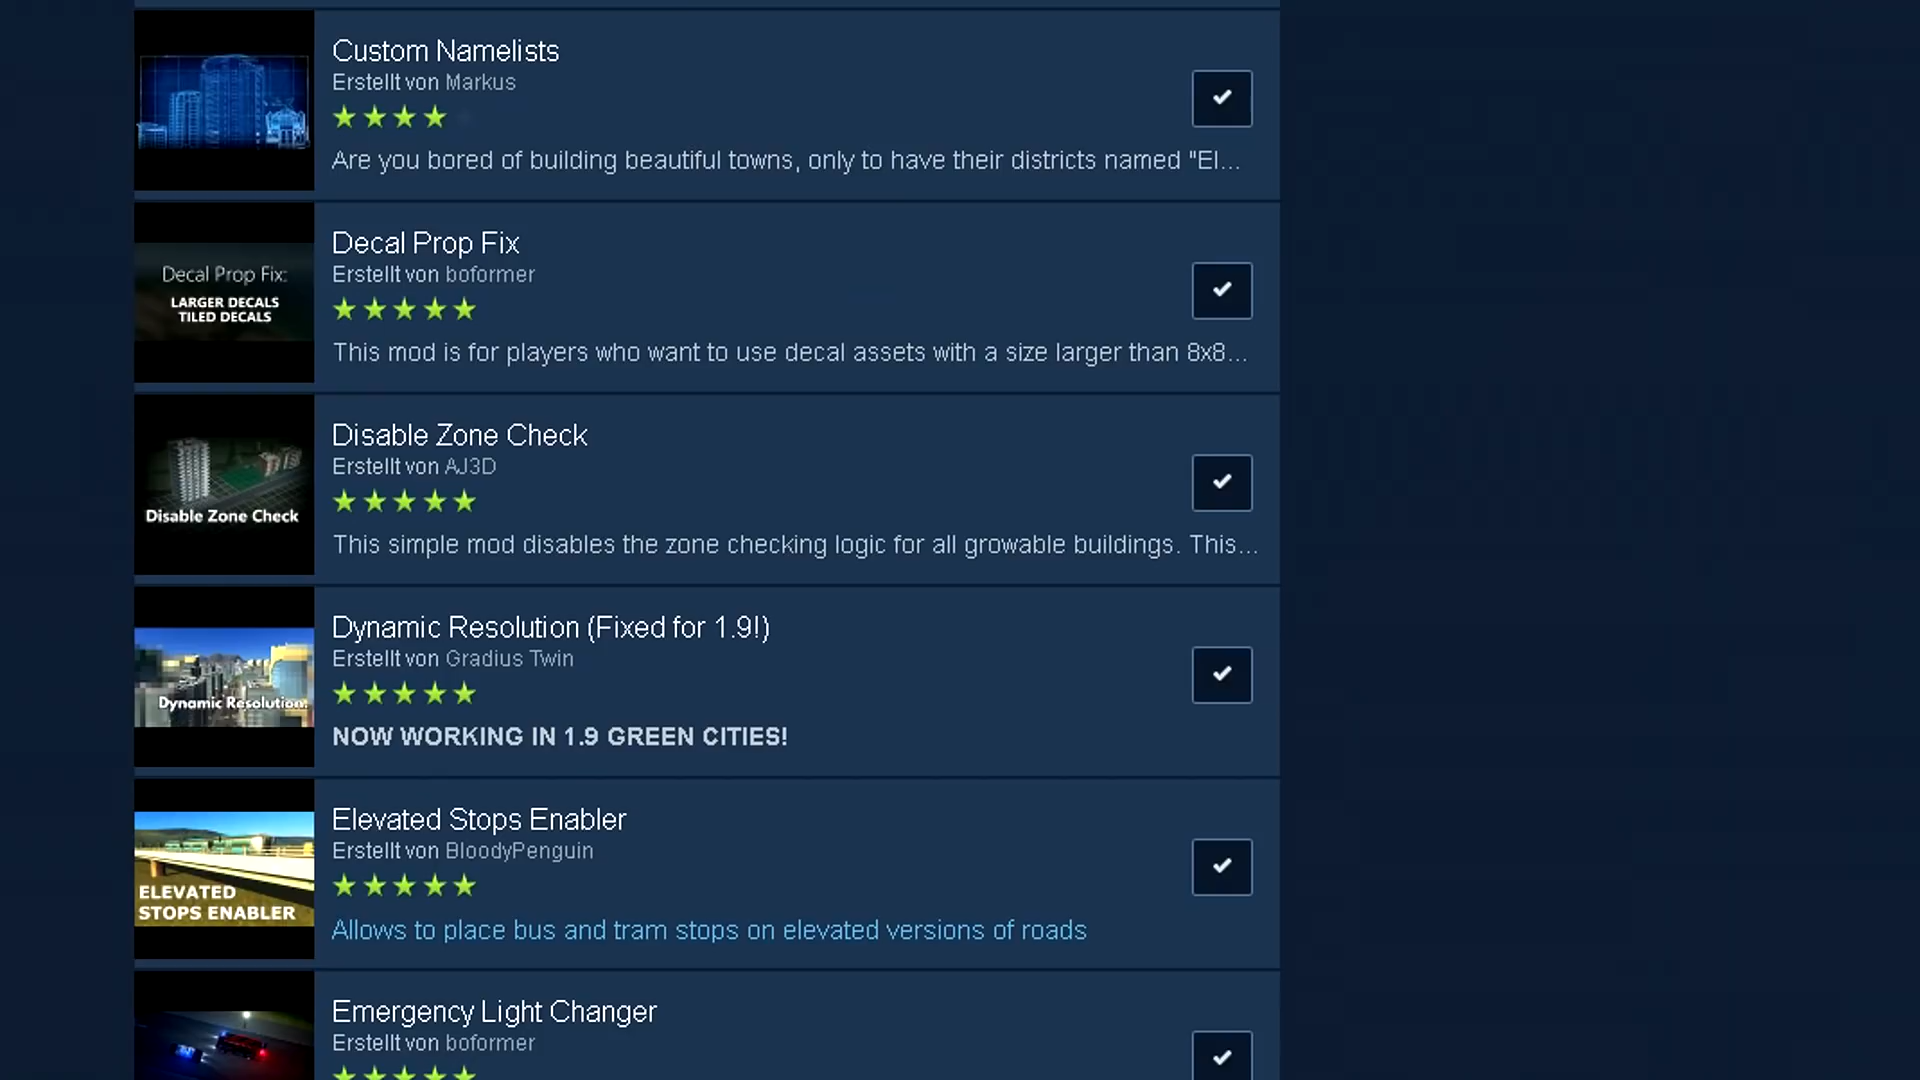 Custom Namelists
Erstellt von Markus
Are you bored of building beautiful towns, only to have their districts named "El...
Decal Prop Fix:
LARGER DECALS
TILED DECALS
Decal Prop Fix
Erstellt von boformer
This mod is for players who want to use decal assets with a size larger than 8x8...
Disable Zone Check
Disable Zone Check
Erstellt von AJ3D
This simple mod disables the zone checking logic for all growable buildings. This...
Dynamic Resolution
Dynamic Resolution (Fixed for 1.9!)
Erstellt von Gradius Twin
NOW WORKING IN 1.9 GREEN CITIES!
ELEVATED
STOPS ENABLER
Elevated Stops Enabler
Erstellt von BloodyPenguin
Allows to place bus and tram stops on elevated versions of roads
Emergency Light Changer
Erstellt von boformer